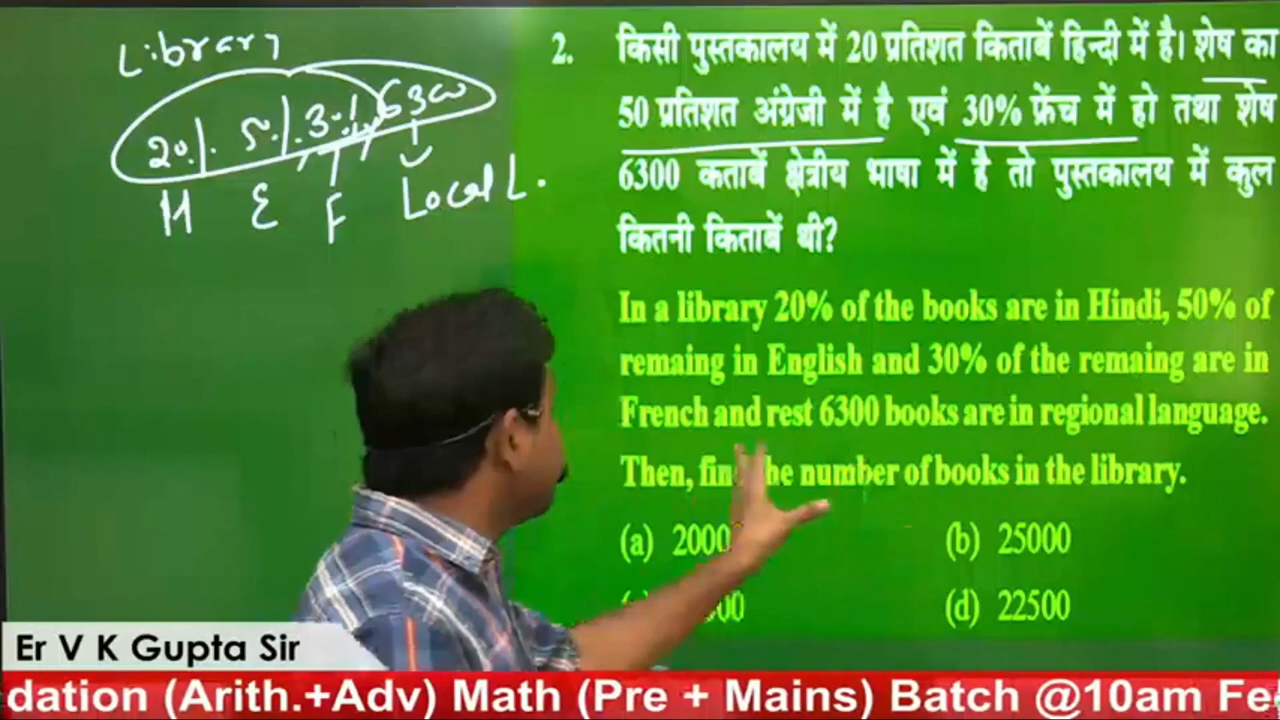 Library
20%. 5%. 30% 6300
H E F Local L.
2. किसी पुस्तकालय में 20 प्रतिशत किताबें हिन्दी में है। शेष का
50 प्रतिशत अंग्रेजी में है एवं 30% फ्रेंच में हो तथा शेष
6300 कताबें क्षेत्रीय भाषा में है तो पुस्तकालय में कुल
कितनी किताबें थी?
In a library 20% of the books are in Hindi, 50% of
remaing in English and 30% of the remaing are in
French and rest 6300 books are in regional language.
Then, the number of books in the library.
(a) (b) 25000
(d) 22500
Er V K Gupta Sir
dation (Arith.+Adv) Math (Pre + Mains) Batch @10am